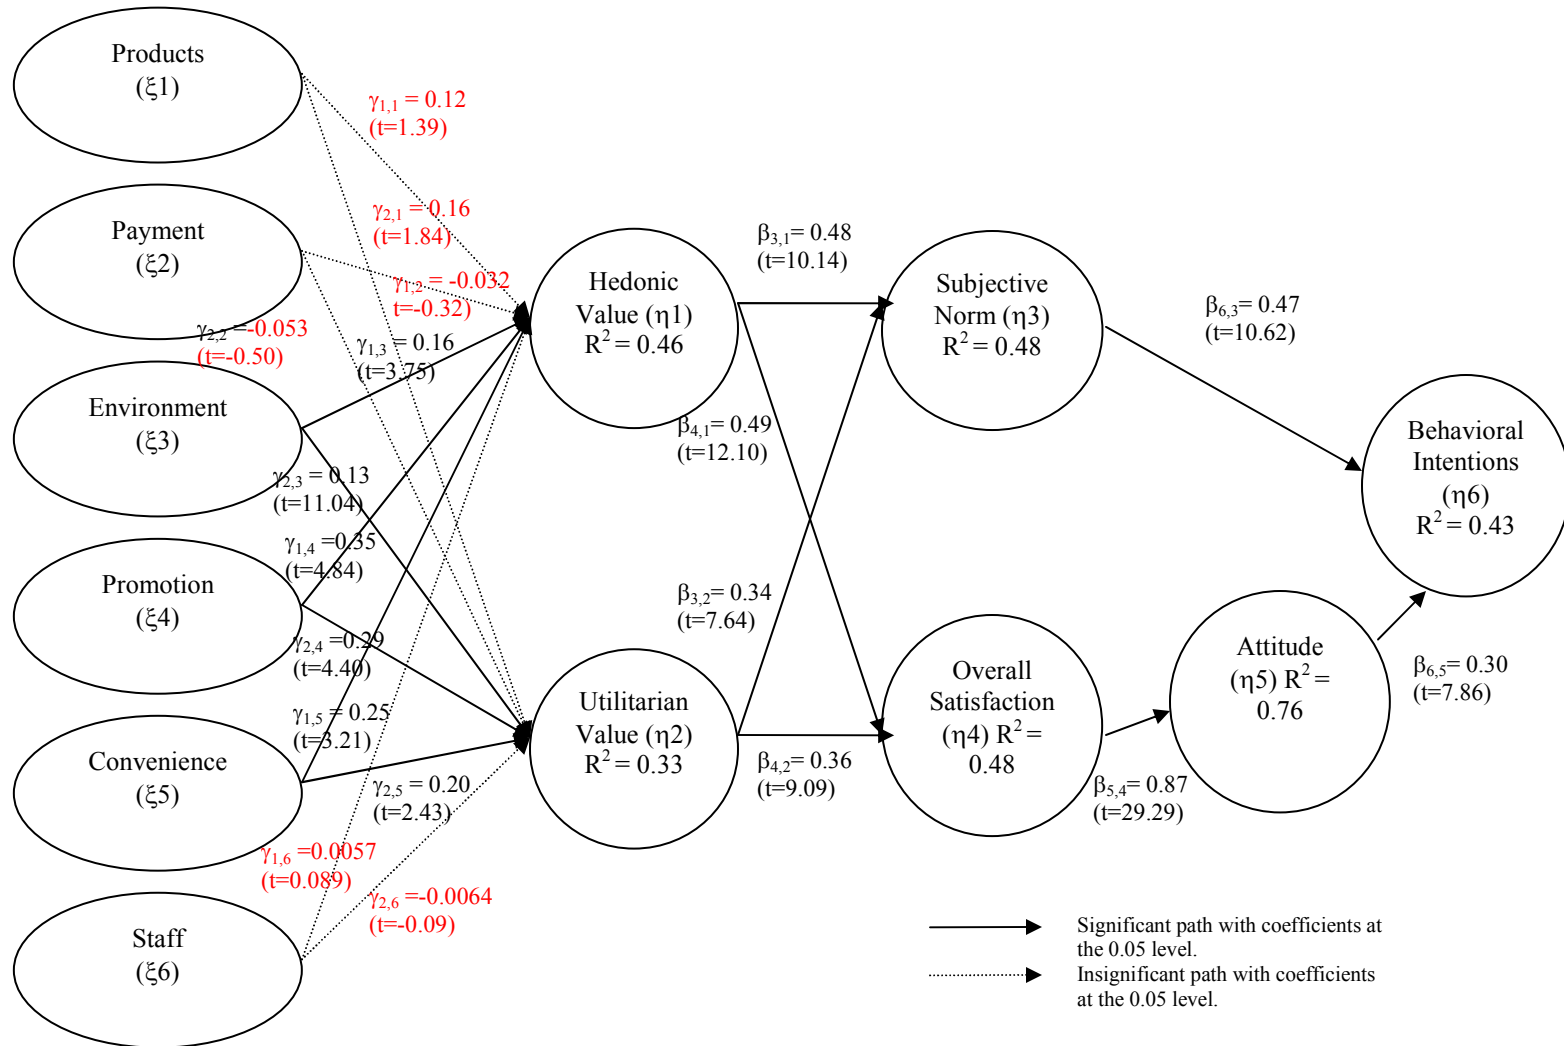 Products
(ξ1)
γ1,1 = 0.12
(t=1.39)
Payment
(ξ2)
γ2,1 = 0.16
(t=1.84)
γ1,2 = -0.032
t=-0.32)
γ2,2 = -0.053
(t=-0.50)
γ1,3 = 0.16
(t=3.75)
Environment
(ξ3)
γ2,3 = 0.13
(t=11.04)
γ1,4 =0.35
(t=4.84)
Promotion
(ξ4)
γ2,4 =0.29
(t=4.40)
γ1,5 = 0.25
(t=3.21)
Convenience
(ξ5)
γ2,5 = 0.20
(t=2.43)
γ1,6 =0.0057
(t=0.089)
γ2,6 =-0.0064
(t=-0.09)
Staff
(ξ6)
Hedonic
Value (η1)
R² = 0.46
Utilitarian
Value (η2)
R² = 0.33
β3,1= 0.48
(t=10.14)
β4,1= 0.49
(t=12.10)
β3,2 = 0.34
(t=7.64)
β4,2 = 0.36
(t=9.09)
Subjective
Norm (η3)
R² = 0.48
Overall
Satisfaction
(η4) R² =
0.48
β6,3 = 0.47
(t=10.62)
β5,4 = 0.87
(t=29.29)
Attitude
(η5) R² =
0.76
β6,5 = 0.30
(t=7.86)
Behavioral
Intentions
(η6)
R² = 0.43
Significant path with coefficients at
the 0.05 level.
Insignificant path with coefficients
at the 0.05 level.